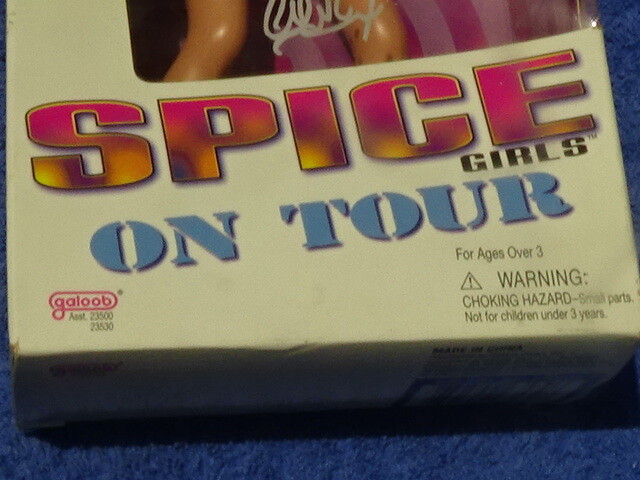 SPICE
GIRLS™
ON TOUR
For Ages Over 3
⚠ WARNING:
CHOKING HAZARD–Small parts.
Not for children under 3 years.
galoob®
Asst. 23500
23530
MADE IN CHINA